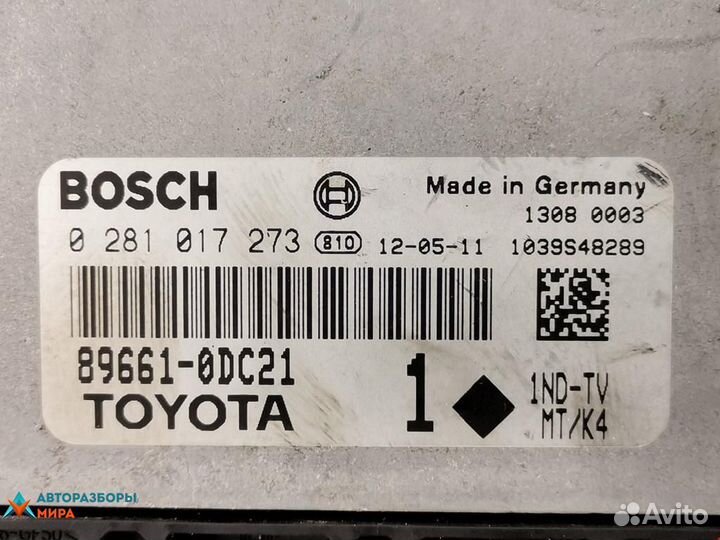 BOSCH
Made in Germany
1308 0003
0 281 017 273 810 12-05-11 1039S48289
89661-0DC21
TOYOTA
1
1ND-TV
MT/K4
АВТОРАЗБОРЫ
МИРА
Avito